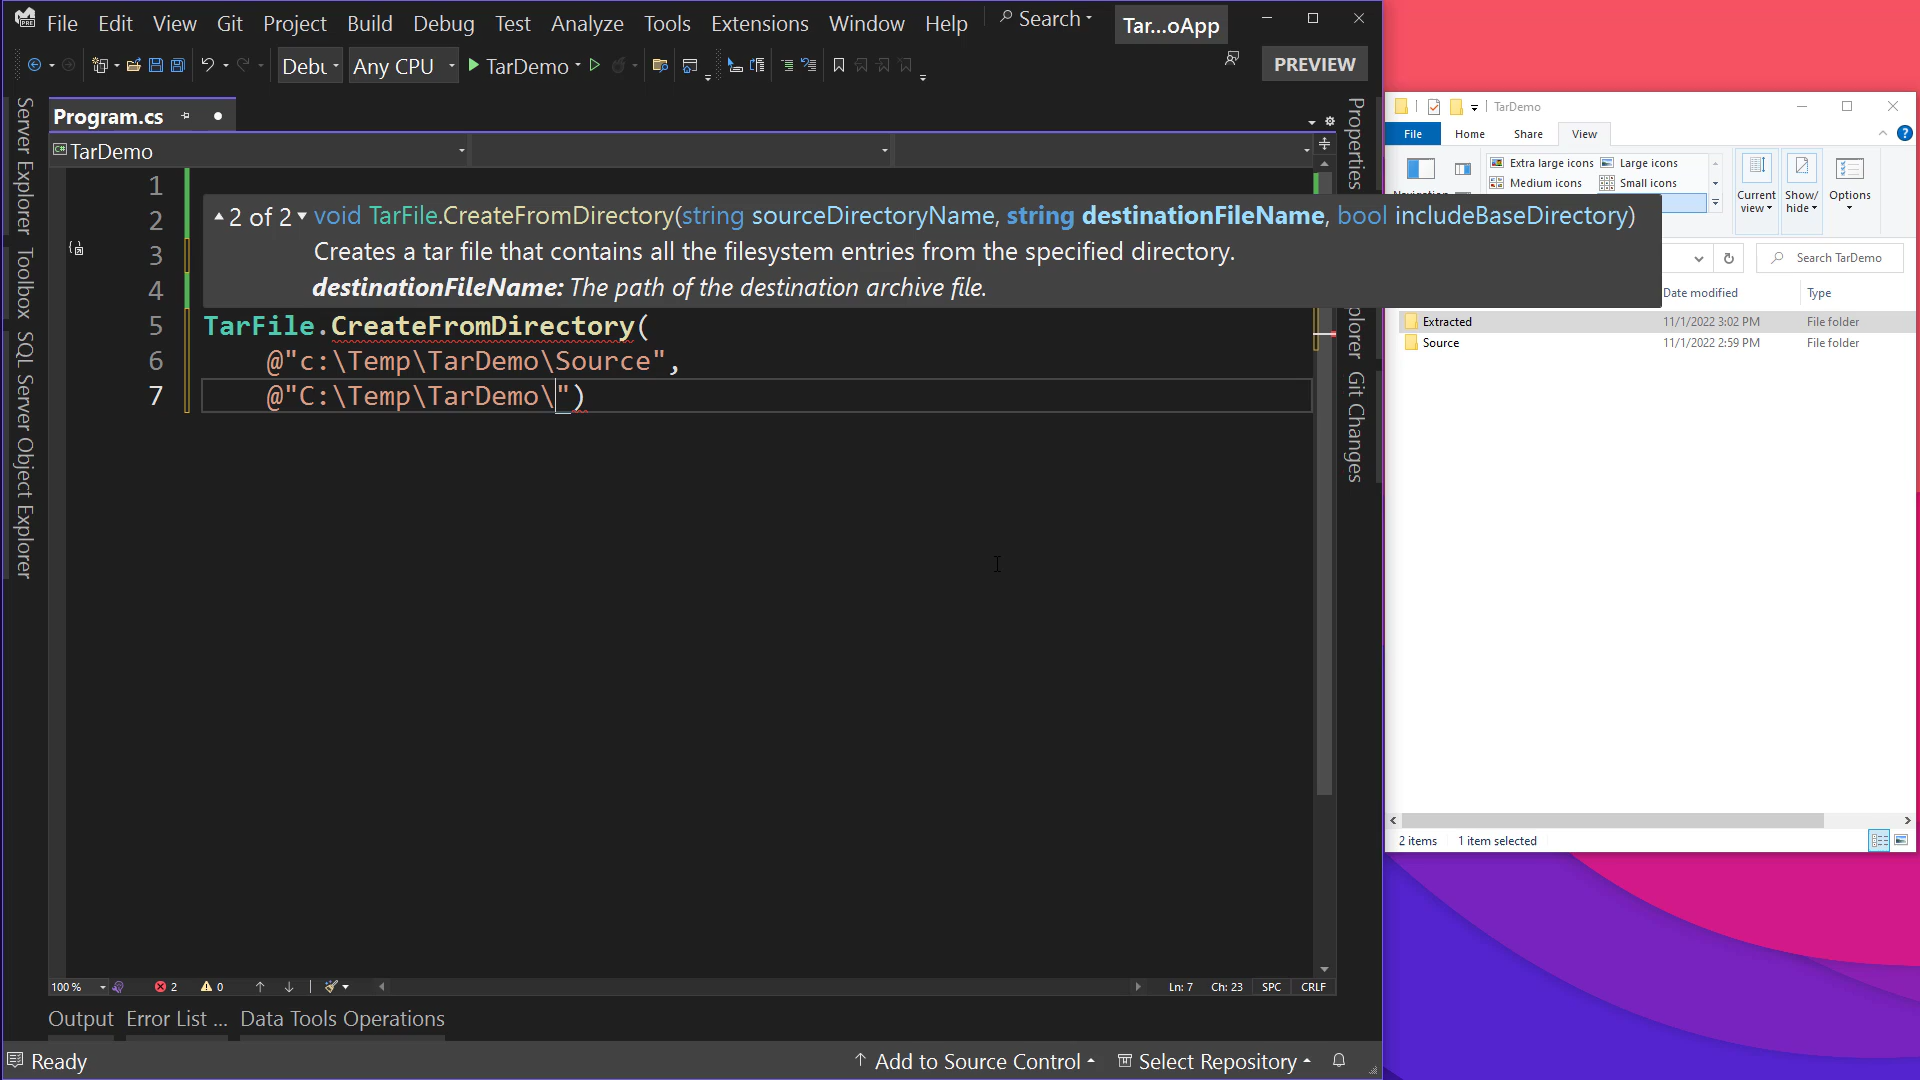 File Edit View Git Project Build Debug Test Analyze Tools Extensions Window Help Search Tar...oApp
Debu Any CPU TarDemo PREVIEW
Program.cs
TarDemo
Server Explorer
Toolbox
SQL Server Object Explorer
1
2
3
4
2 of 2 void TarFile.CreateFromDirectory(string sourceDirectoryName, string destinationFileName, bool includeBaseDirectory)
Creates a tar file that contains all the filesystem entries from the specified directory.
destinationFileName: The path of the destination archive file.
5 TarFile.CreateFromDirectory(
6 @"c:\Temp\TarDemo\Source",
7 @"C:\Temp\TarDemo\")
Properties
plorer
Git Changes
100 % 2 0 Ln: 7 Ch: 23 SPC CRLF
Output Error List ... Data Tools Operations
Ready Add to Source Control Select Repository
TarDemo
File Home Share View
Extra large icons Large icons
Medium icons Small icons
Current view
Show/ hide
Options
Search TarDemo
Date modified Type
Extracted 11/1/2022 3:02 PM File folder
Source 11/1/2022 2:59 PM File folder
2 items 1 item selected